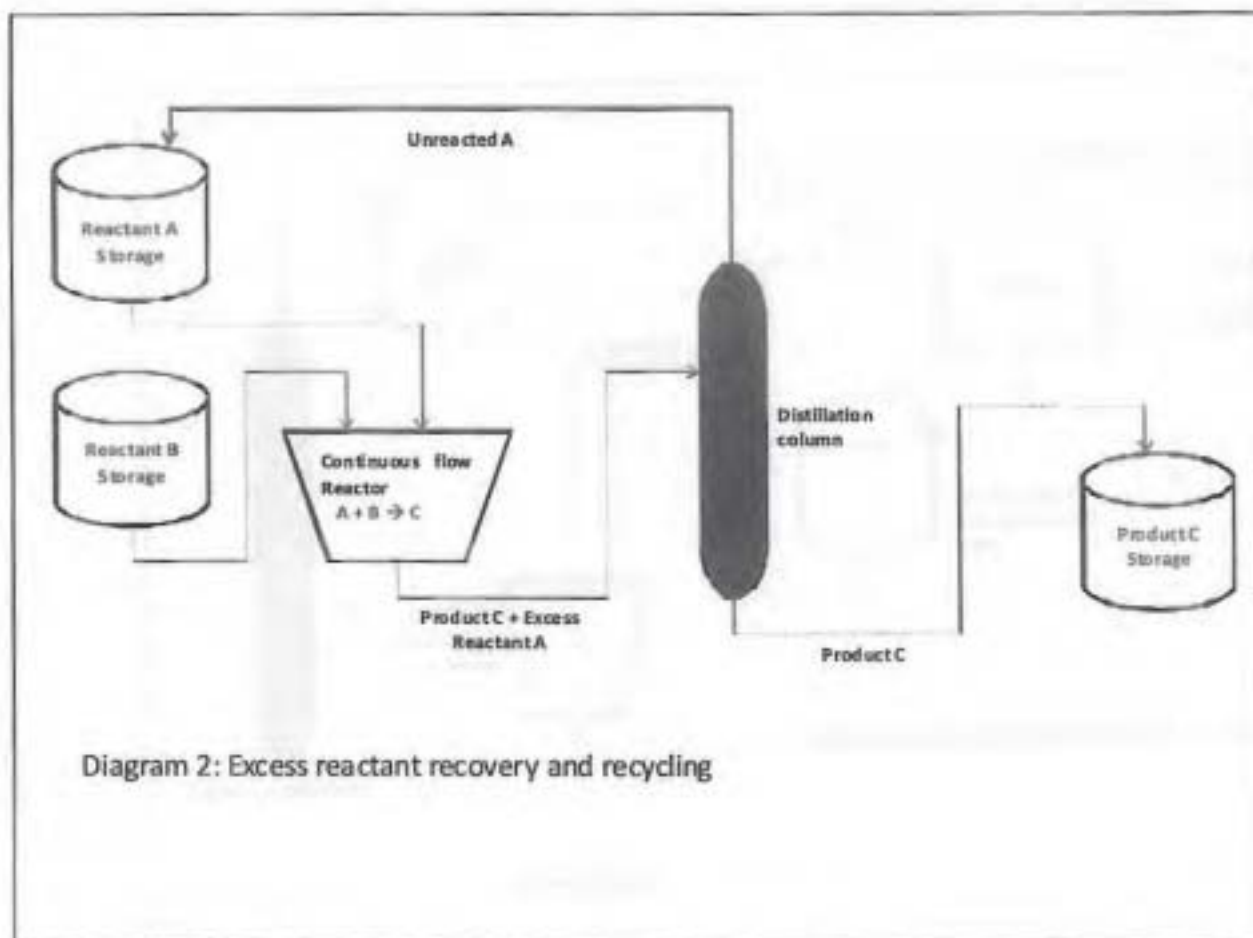 Unreacted A
Reactant A
Storage
Reactant B
Storage
Continuous flow
Reactor
A + B → C
Distillation
column
Product C
Storage
Product C + Excess
Reactant A
Product C
Diagram 2: Excess reactant recovery and recycling